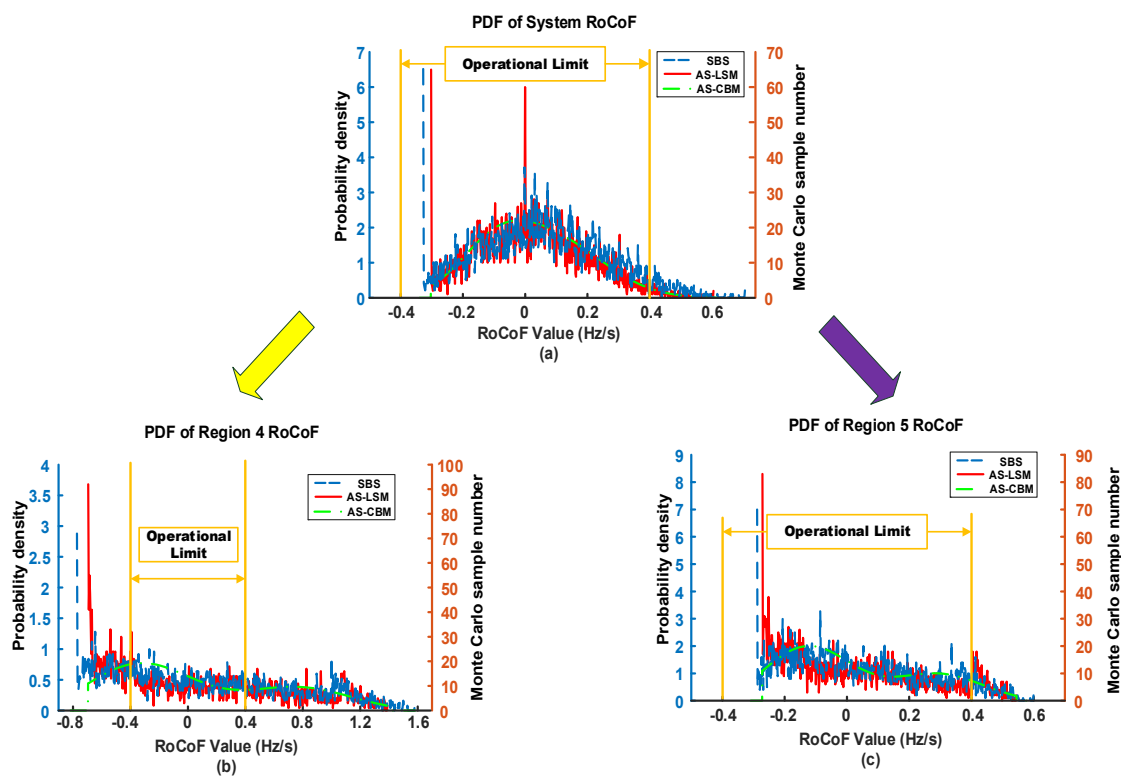 PDF of System RoCoF
7
6
5
4
3
2
1
0
Probability density
Operational Limit
SBS
AS-LSM
AS-CBM
70
60
50
40
30
20
10
0
Monte Carlo sample number
-0.4
-0.2
0
0.2
0.4
0.6
RoCoF Value (Hz/s)
(a)
PDF of Region 4 RoCoF
4
3.5
3
2.5
2
1.5
1
0.5
0
Probability density
Operational
Limit
SBS
AS-LSM
AS-CBM
100
90
80
70
60
50
40
30
20
10
0
Monte Carlo sample number
-0.8
-0.4
0
0.4
0.8
1.2
1.6
RoCoF Value (Hz/s)
(b)
PDF of Region 5 RoCoF
9
8
7
6
5
4
3
2
1
0
Probability density
Operational Limit
SBS
AS-LSM
AS-CBM
90
80
70
60
50
40
30
20
10
0
Monte Carlo sample number
-0.4
-0.2
0
0.2
0.4
0.6
RoCoF Value (Hz/s)
(c)